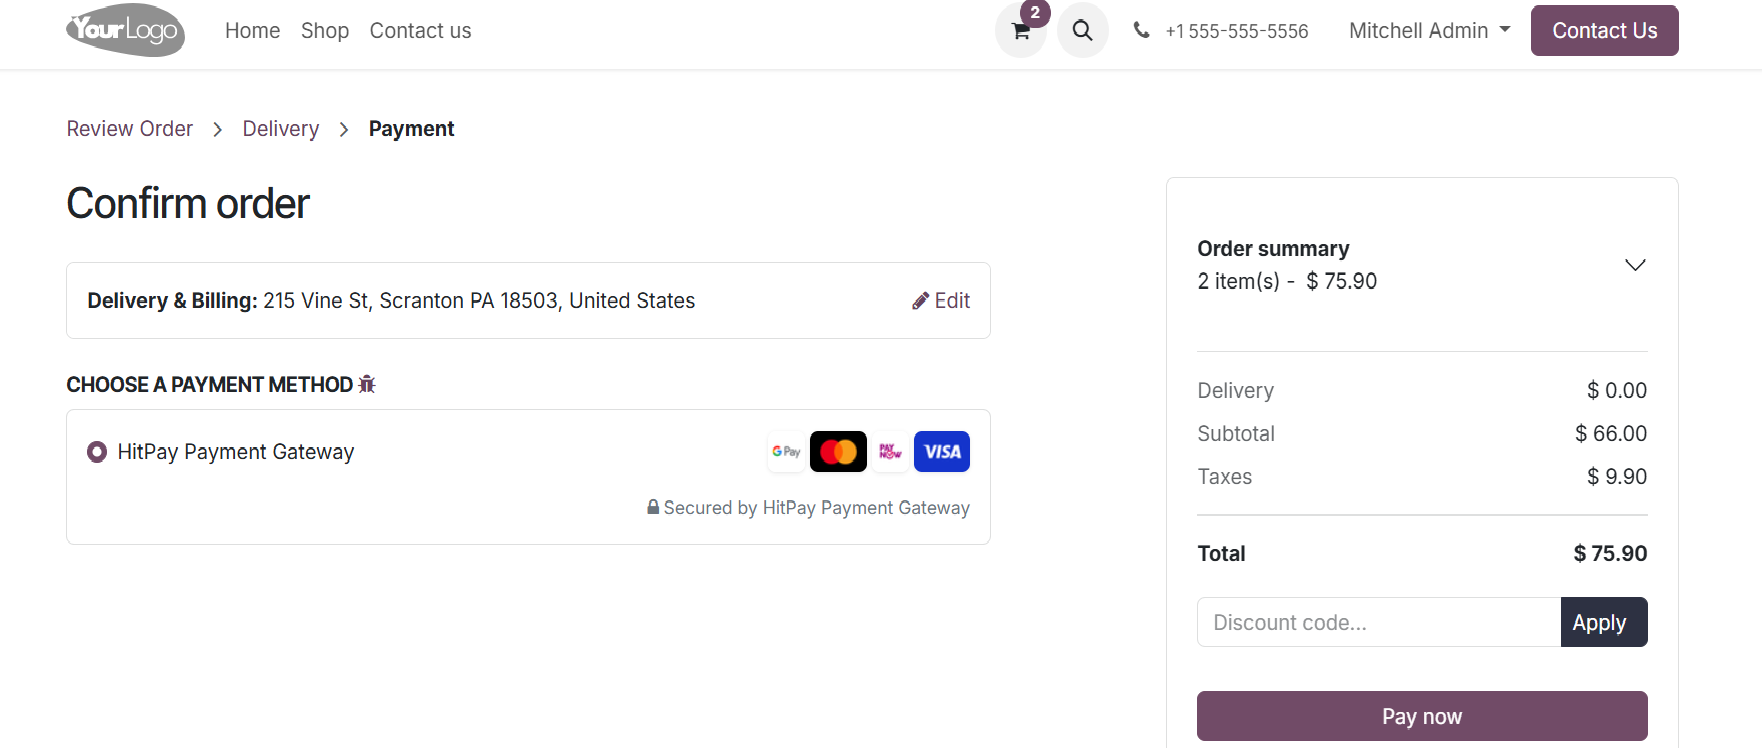 YourLogo
Home Shop Contact us
2
+1 555-555-5556
Mitchell Admin
Contact Us
Review Order > Delivery > Payment
Confirm order
Delivery & Billing: 215 Vine St, Scranton PA 18503, United States
Edit
CHOOSE A PAYMENT METHOD
HitPay Payment Gateway
G Pay
PAY NOW
VISA
Secured by HitPay Payment Gateway
Order summary
2 item(s) - $ 75.90
Delivery $ 0.00
Subtotal $ 66.00
Taxes $ 9.90
Total $ 75.90
Discount code...
Apply
Pay now